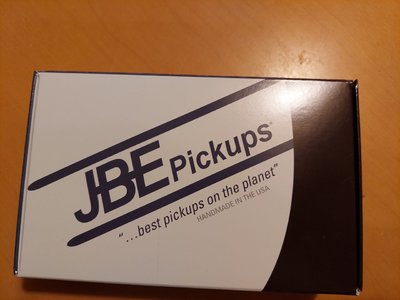 JBE Pickups®
"...best pickups on the planet"
HANDMADE IN THE USA